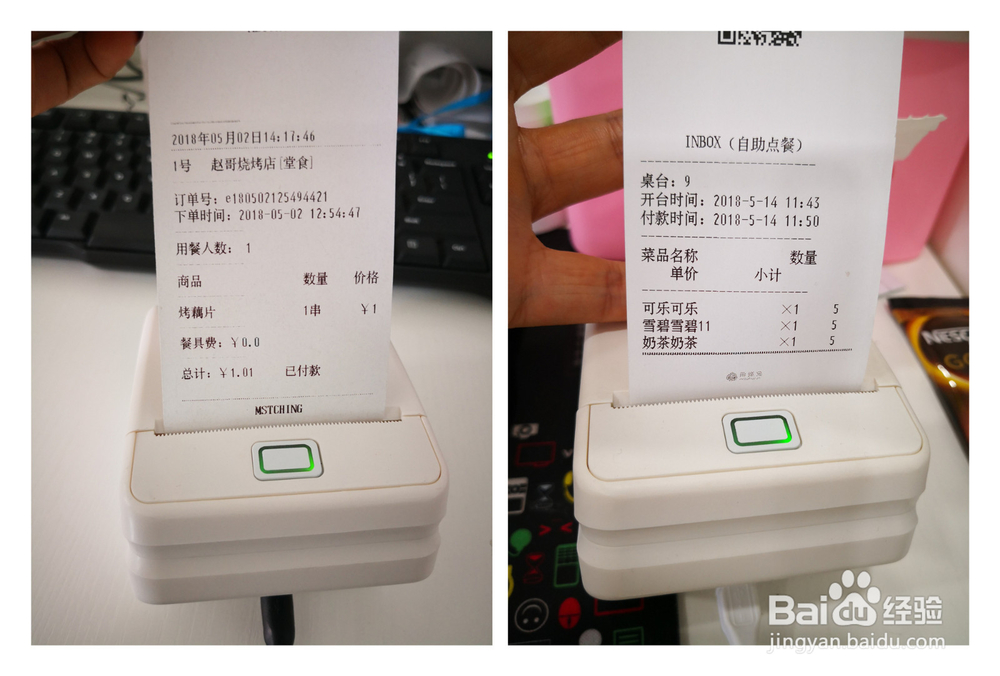 2018年05月02日14:17:46
1号 赵哥烧烤店[堂食]
订单号：e180502125494421
下单时间：2018-05-02 12:54:47
用餐人数： 1
商品 数量 价格
烤藕片 1串 ￥1
餐具费：￥0.0
总计：￥1.01 已付款
MSTCHING
INBOX（自助点餐）
桌台：9
开台时间：2018-5-14 11:43
付款时间：2018-5-14 11:50
菜品名称 数量
单价 小计
可乐可乐 ×1 5
雪碧雪碧11 ×1 5
奶茶奶茶 ×1 5
NESC
Baidu经验
jingyan.baidu.com